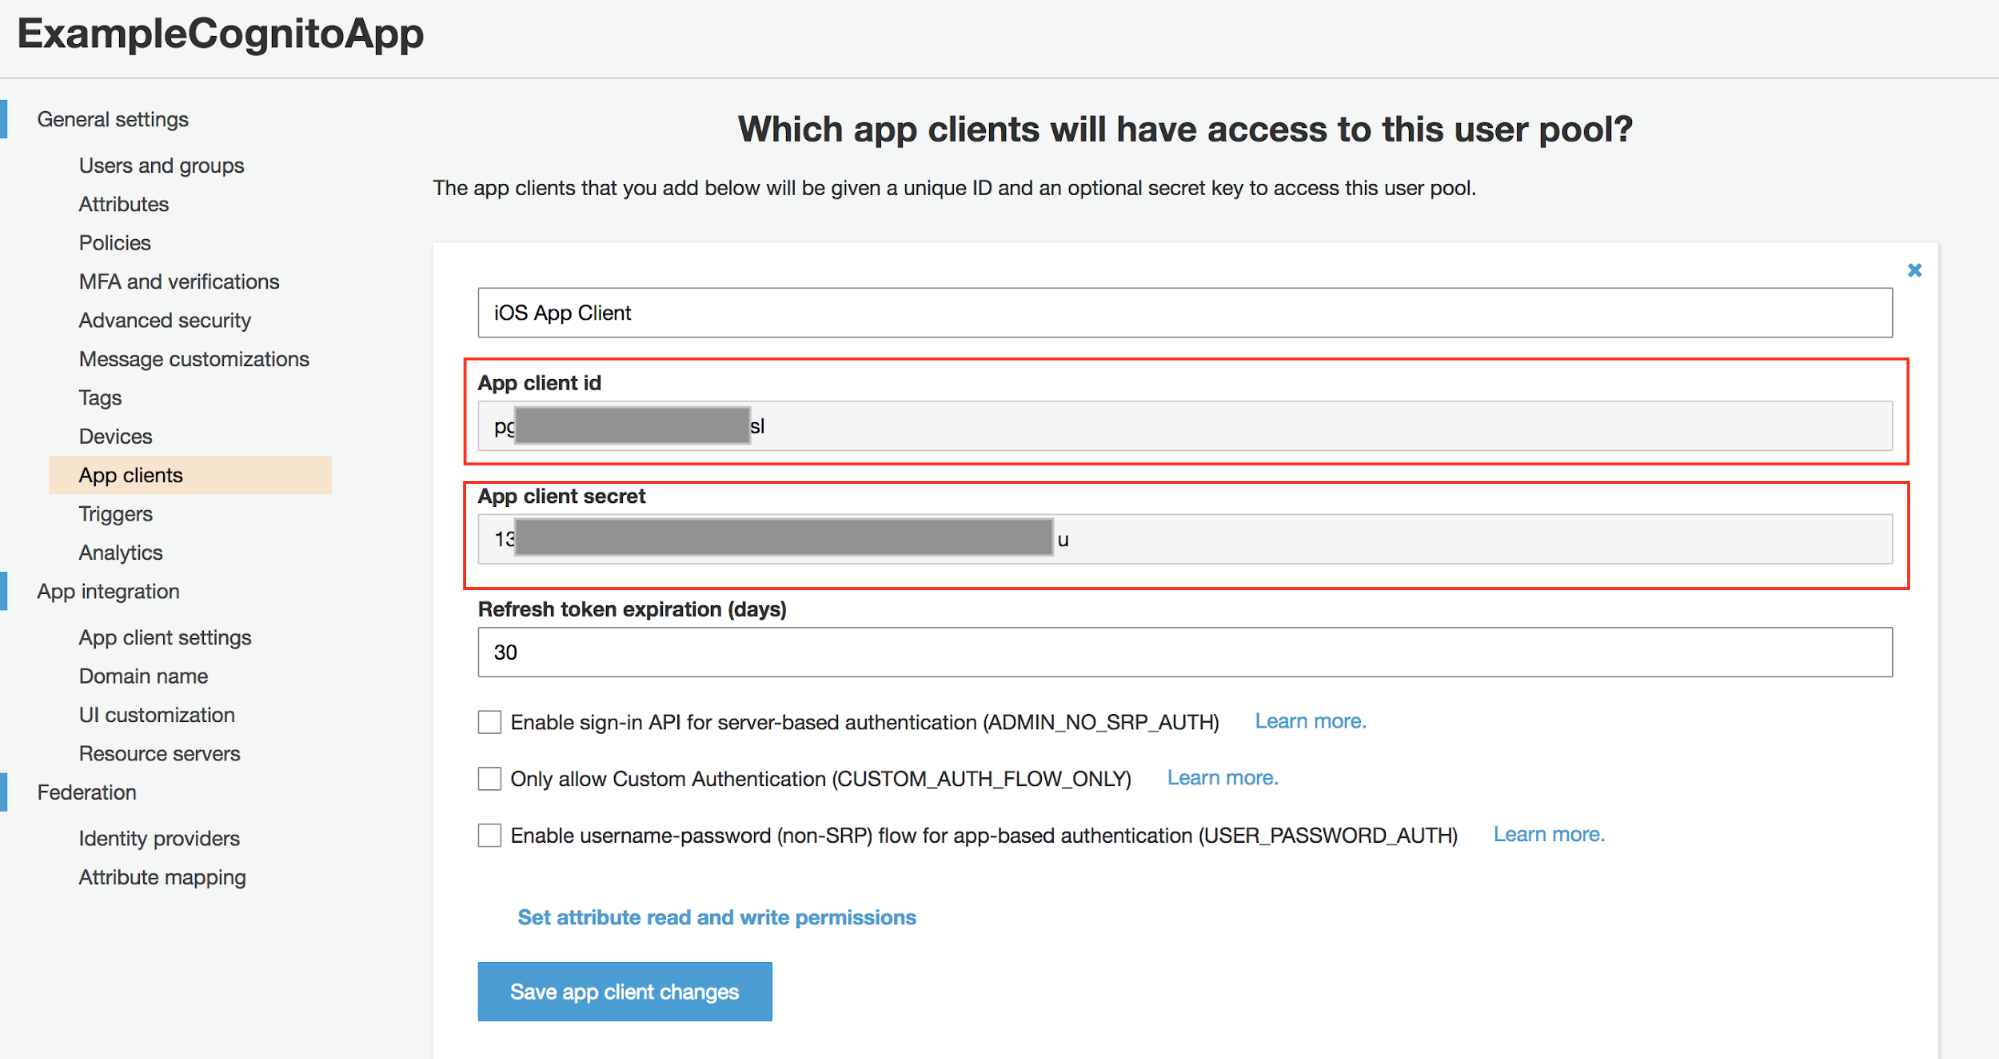 ExampleCognitoApp
General settings
Users and groups
Attributes
Policies
MFA and verifications
Advanced security
Message customizations
Tags
Devices
App clients
Triggers
Analytics
App integration
App client settings
Domain name
UI customization
Resource servers
Federation
Identity providers
Attribute mapping
Which app clients will have access to this user pool?
The app clients that you add below will be given a unique ID and an optional secret key to access this user pool.
iOS App Client
App client id
pg sl
App client secret
13 u
Refresh token expiration (days)
30
Enable sign-in API for server-based authentication (ADMIN_NO_SRP_AUTH) Learn more.
Only allow Custom Authentication (CUSTOM_AUTH_FLOW_ONLY) Learn more.
Enable username-password (non-SRP) flow for app-based authentication (USER_PASSWORD_AUTH) Learn more.
Set attribute read and write permissions
Save app client changes